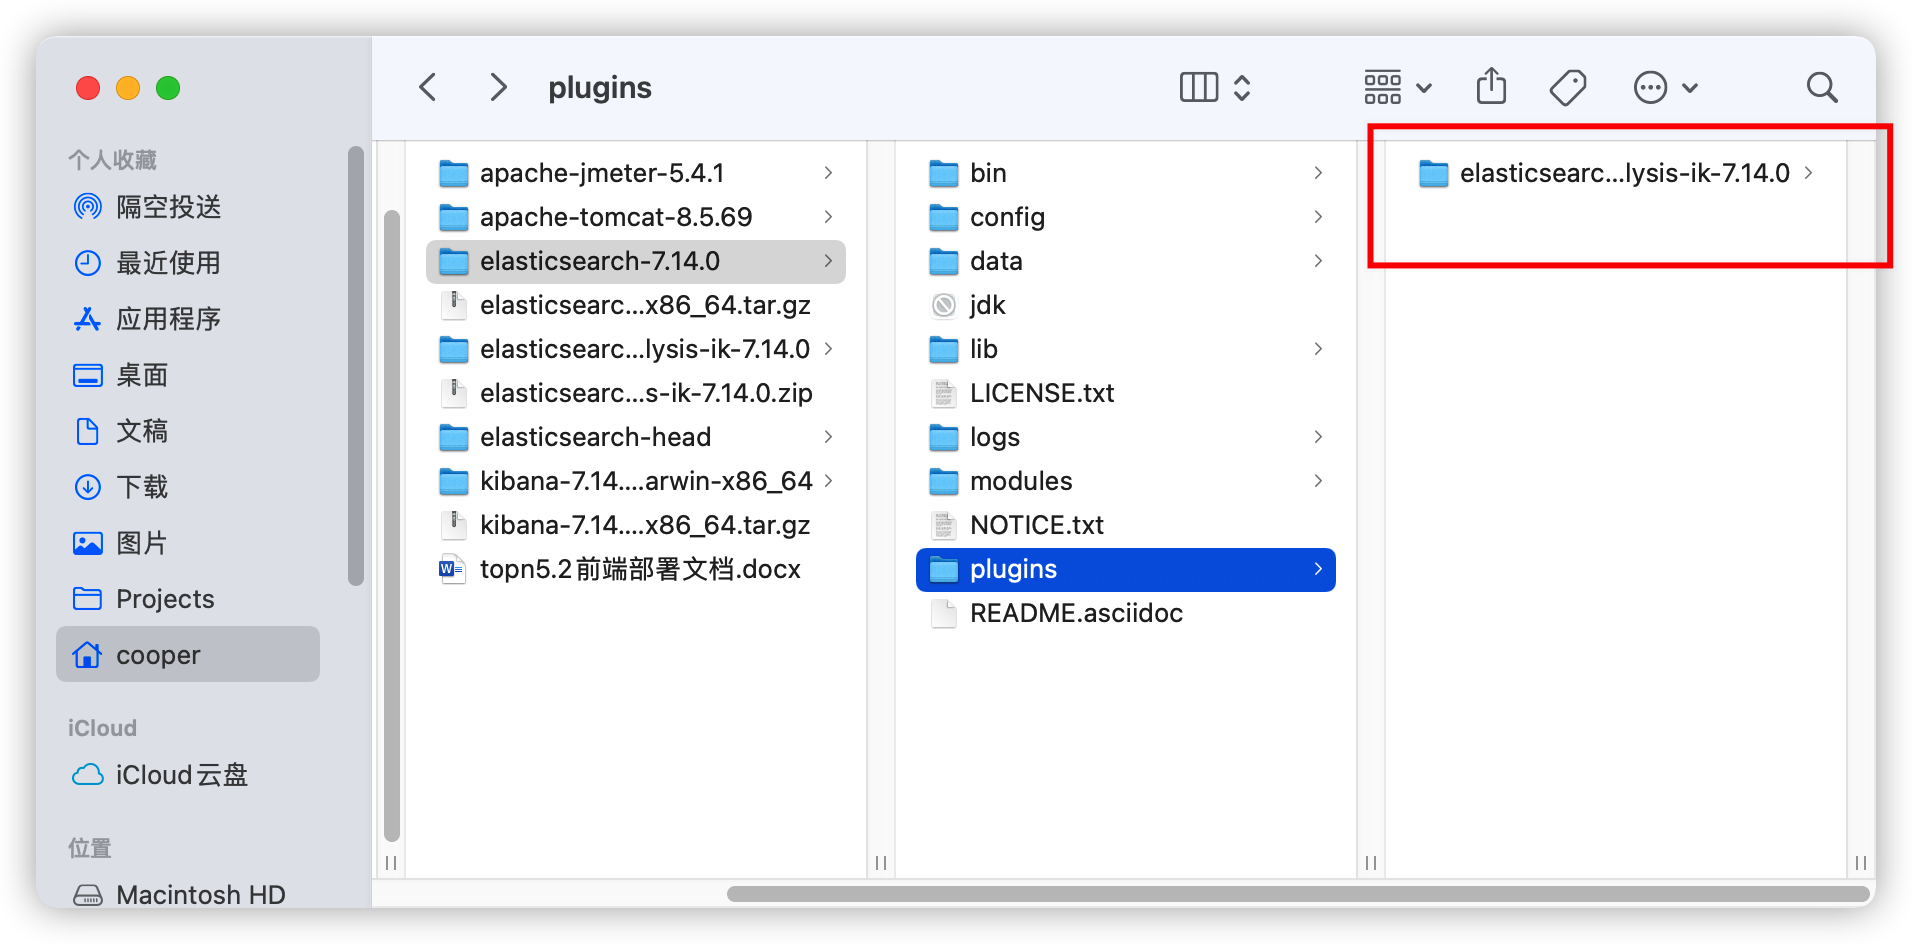 plugins
个人收藏
隔空投送
最近使用
应用程序
桌面
文稿
下载
图片
Projects
cooper
iCloud
iCloud云盘
位置
Macintosh HD
apache-jmeter-5.4.1
apache-tomcat-8.5.69
elasticsearch-7.14.0
elasticsearc...x86_64.tar.gz
elasticsearc...lysis-ik-7.14.0
elasticsearc...s-ik-7.14.0.zip
elasticsearch-head
kibana-7.14....arwin-x86_64
kibana-7.14....x86_64.tar.gz
topn5.2前端部署文档.docx
bin
config
data
jdk
lib
LICENSE.txt
logs
modules
NOTICE.txt
plugins
README.asciidoc
elasticsearc...lysis-ik-7.14.0